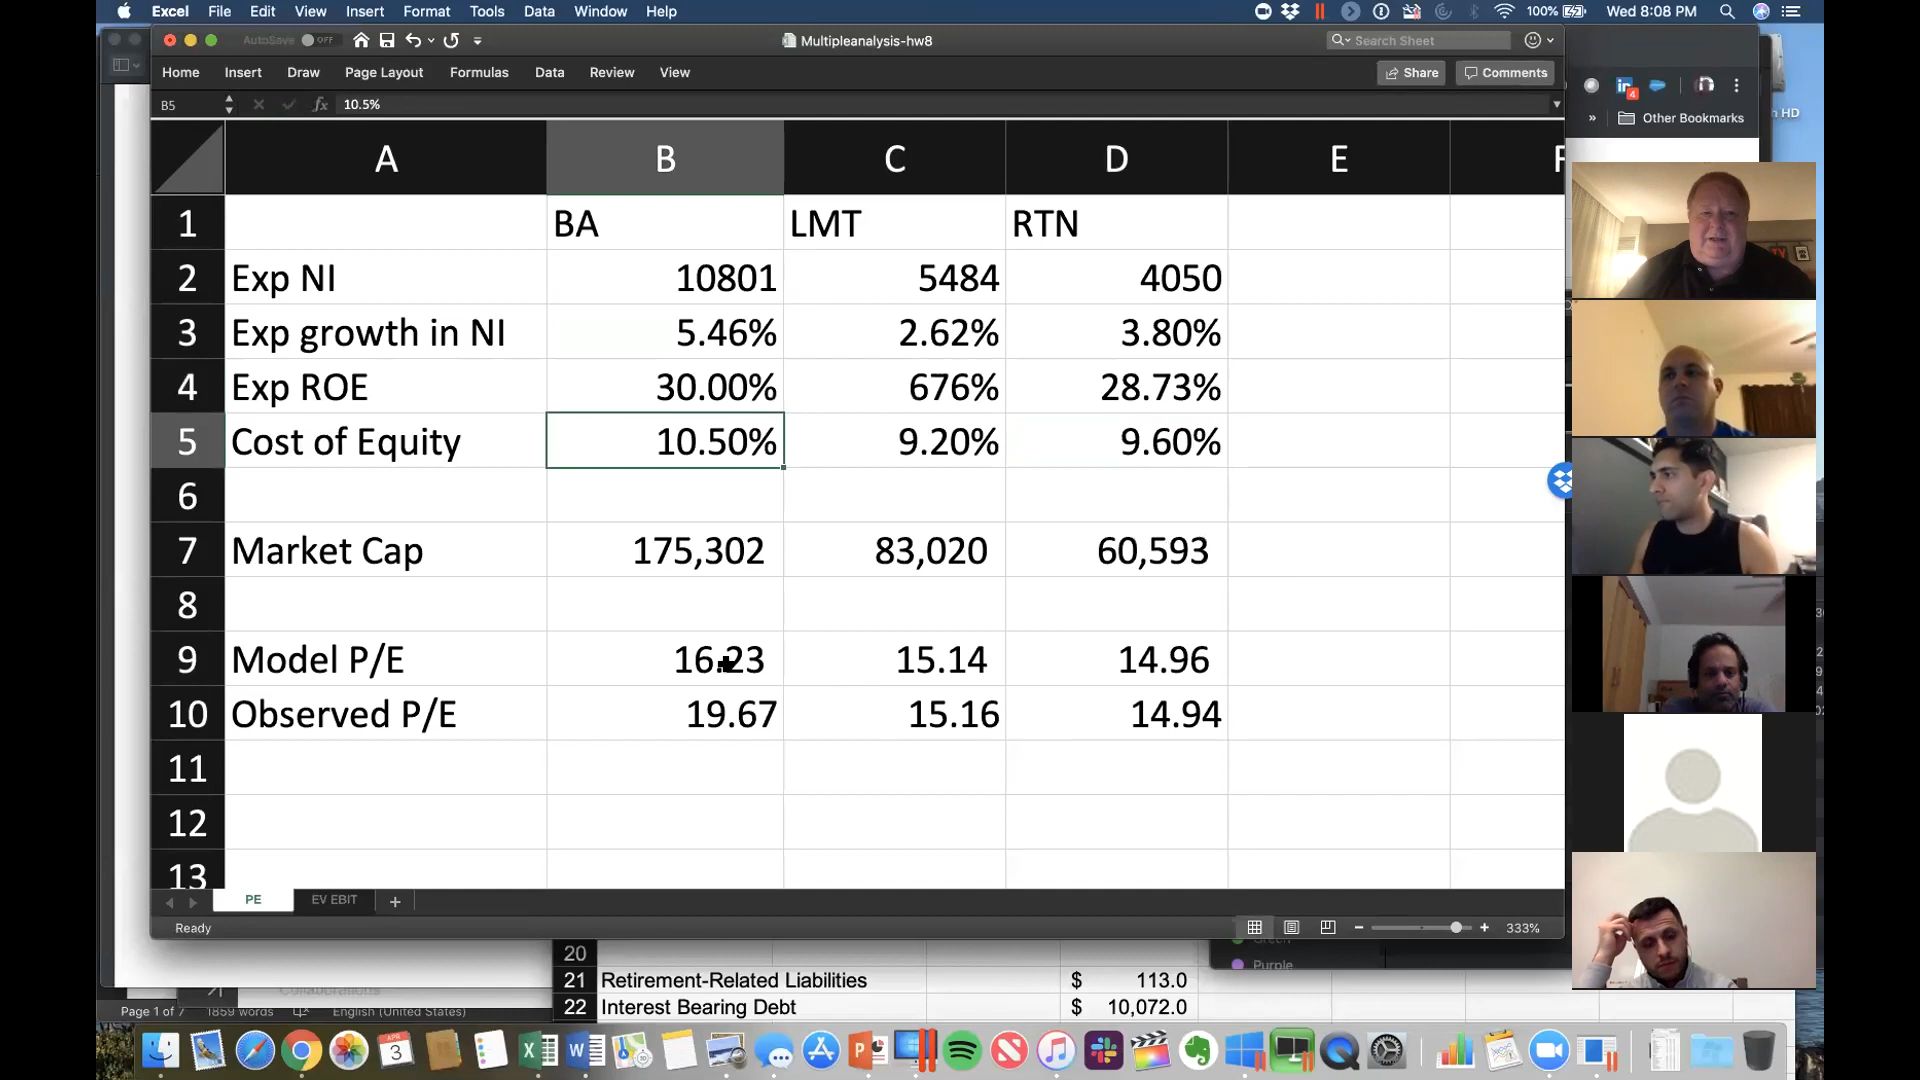 Excel File Edit View Insert Format Tools Data Window Help 100% Wed 8:08 PM
AutoSave OFF Multipleanalysis-hw8 Search Sheet
Home Insert Draw Page Layout Formulas Data Review View Share Comments
B5 fx 10.5%
4
» Other Bookmarks
HD
A B C D E F
1 BA LMT RTN
2 Exp NI 10801 5484 4050
3 Exp growth in NI 5.46% 2.62% 3.80%
4 Exp ROE 30.00% 676% 28.73%
5 Cost of Equity 10.50% 9.20% 9.60%
6
7 Market Cap 175,302 83,020 60,593
8
9 Model P/E 16.23 15.14 14.96
10 Observed P/E 19.67 15.16 14.94
11
12
13
PE EV EBIT +
Ready 333%
20
Purple
21 Retirement-Related Liabilities $ 113.0
22 Interest Bearing Debt $ 10,072.0
Page 1 of 7 1859 words English (United States)
APR
3